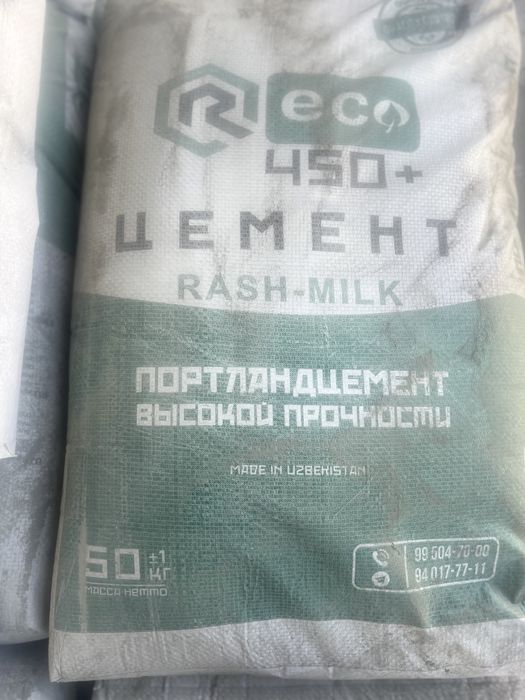 R eco
450+
ЦЕМЕНТ
RASH-MILK
ПОРТЛАНДЦЕМЕНТ
ВЫСОКОЙ ПРОЧНОСТИ
MADE IN UZBEKISTAN
50 ±1 КГ
МАССА НЕТТО
99 504-70-00
94 017-77-11